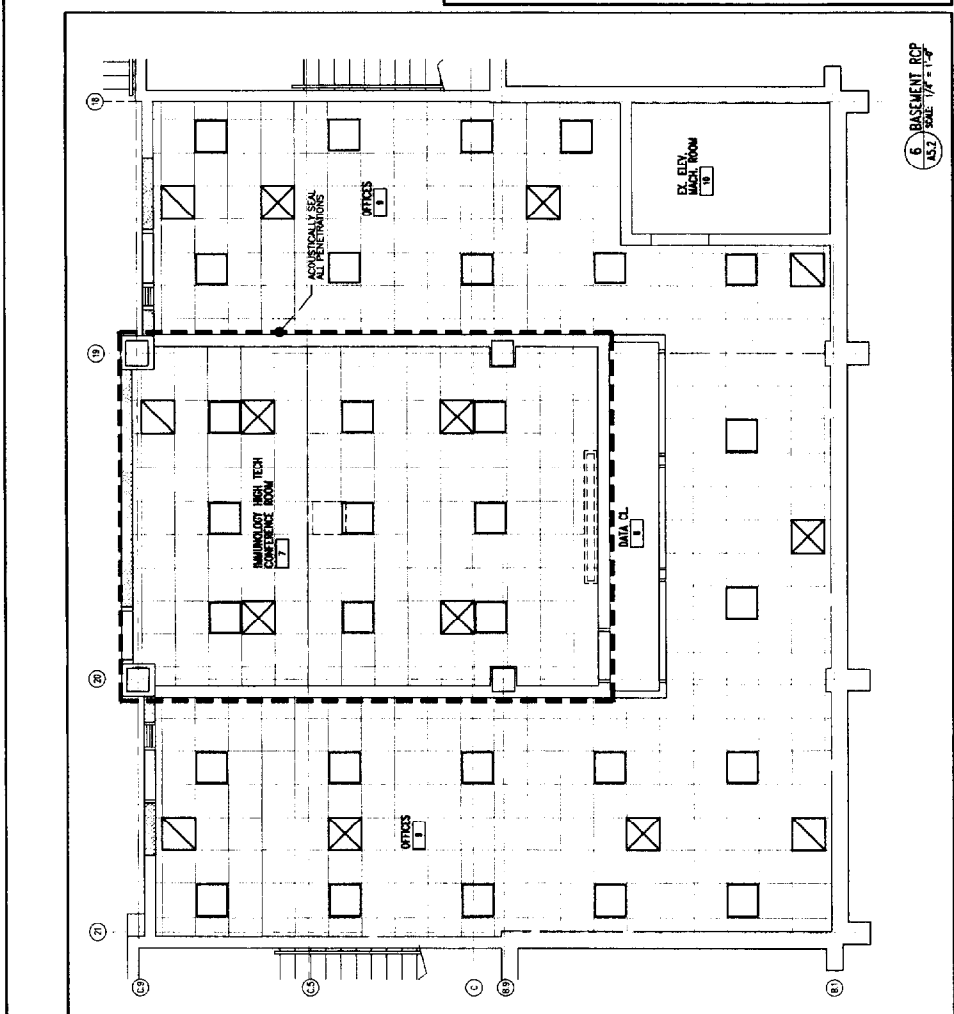 6
A5.2
BASEMENT RCP
SCALE: 1/4" = 1'-0"
18
19
20
21
C.9
C.5
C
B.9
B.1
EX. ELEV.
MACH. ROOM
10
OFFICES
9
ACOUSTICALLY SEAL
ALL PENETRATIONS
IMMUNOLOGY HIGH TECH
CONFERENCE ROOM
7
DATA CL.
8
OFFICES
9